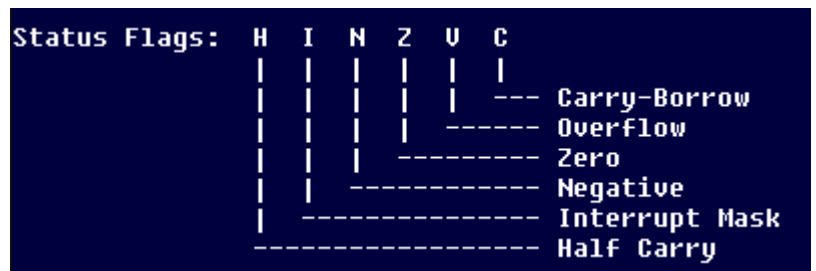 Status Flags: H I N Z V C
Carry-Borrow
Overflow
Zero
Negative
Interrupt Mask
Half Carry